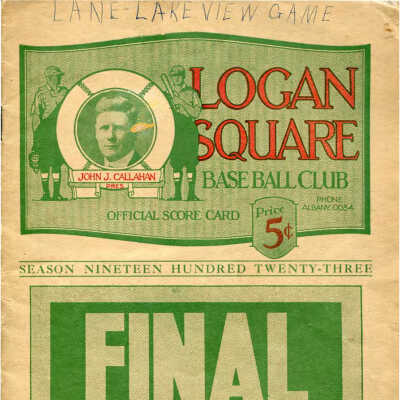 LANE-LAKEVIEW-GAME
LOGAN
SQUARE
BASE BALL CLUB
JOHN J. CALLAHAN
PRES.
PHONE
ALBANY 0034
OFFICIAL SCORE CARD
Price
5¢
SEASON NINETEEN HUNDRED TWENTY-THREE
FINAL